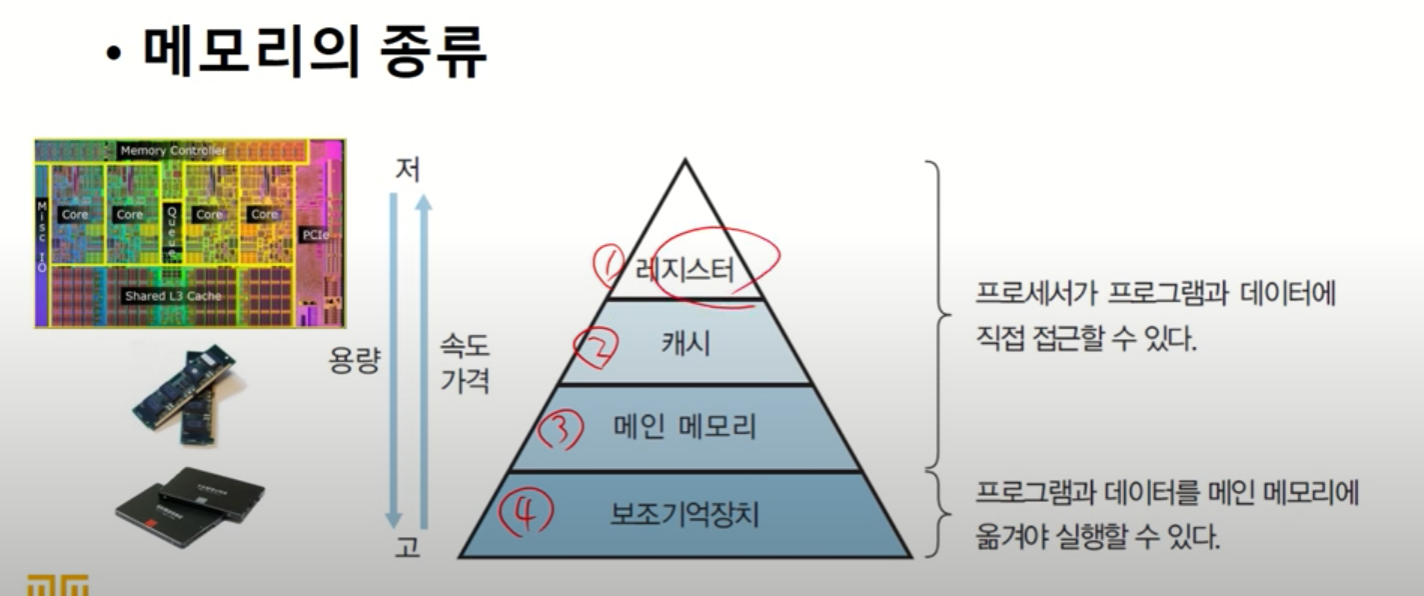 • 메모리의 종류
Memory Controller
Misc IO
Core
Core
Queue
Core
Core
PCIe
Shared L3 Cache
SAMSUNG
SAMSUNG
저
용량
속도
가격
고
① 레지스터
② 캐시
③ 메인 메모리
④ 보조기억장치
프로세서가 프로그램과 데이터에
직접 접근할 수 있다.
프로그램과 데이터를 메인 메모리에
옮겨야 실행할 수 있다.